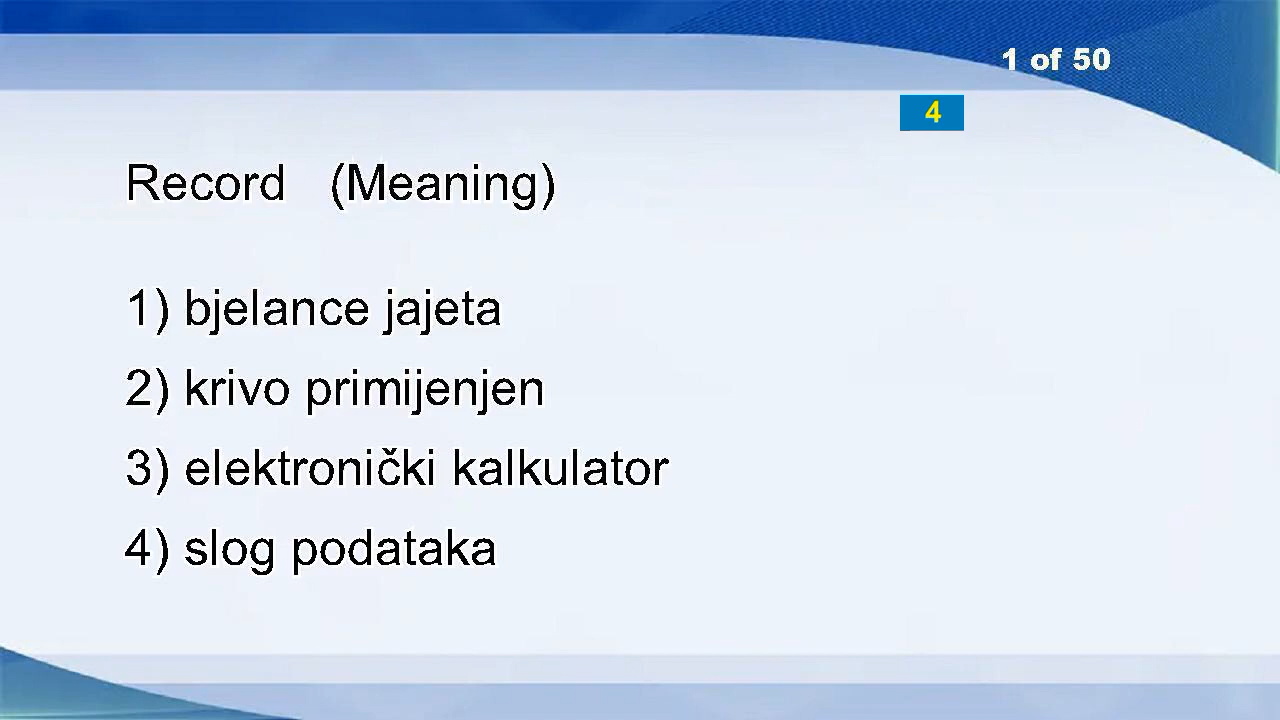 1 of 50
4
Record (Meaning)
1) bjelance jajeta
2) krivo primijenjen
3) elektronički kalkulator
4) slog podataka